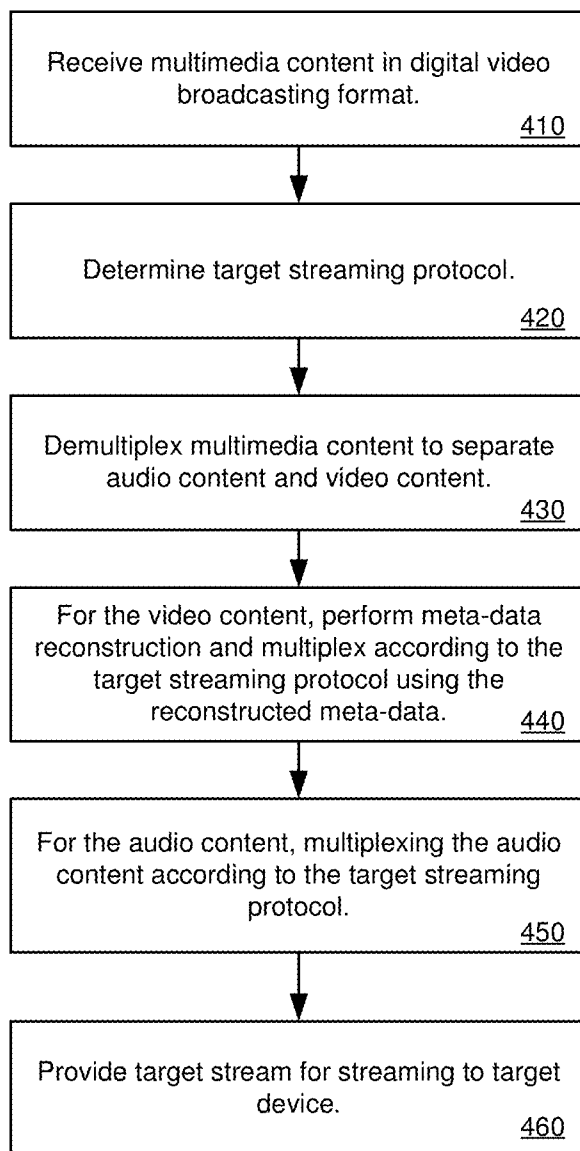 Receive multimedia content in digital video
broadcasting format.
410
Determine target streaming protocol.
420
Demultiplex multimedia content to separate
audio content and video content.
430
For the video content, perform meta-data
reconstruction and multiplex according to the
target streaming protocol using the
reconstructed meta-data.
440
For the audio content, multiplexing the audio
content according to the target streaming
protocol.
450
Provide target stream for streaming to target
device.
460